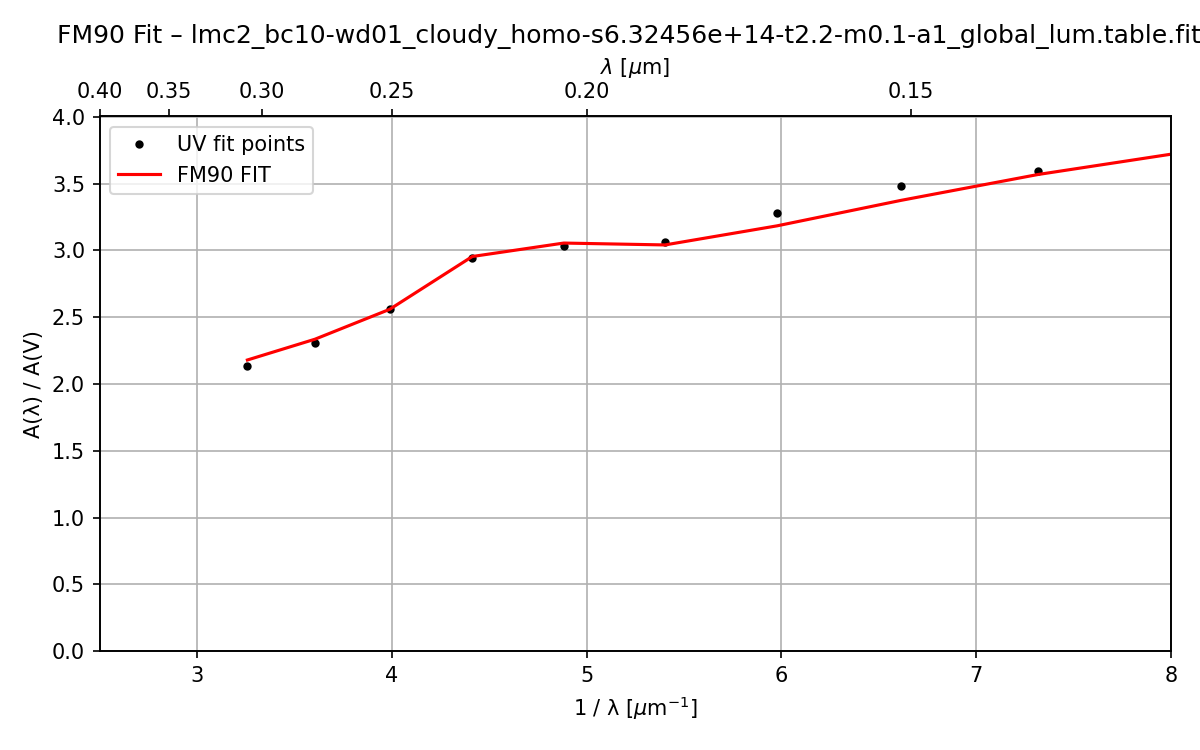 FM90 Fit – lmc2_bc10-wd01_cloudy_homo-s6.32456e+14-t2.2-m0.1-a1_global_lum.table.fit
λ [μm]
0.40 0.35 0.30 0.25 0.20 0.15
4.0
UV fit points
FM90 FIT
3.5
3.0
2.5
2.0
1.5
1.0
0.5
0.0
A(λ) / A(V)
3 4 5 6 7 8
1 / λ [μm⁻¹]